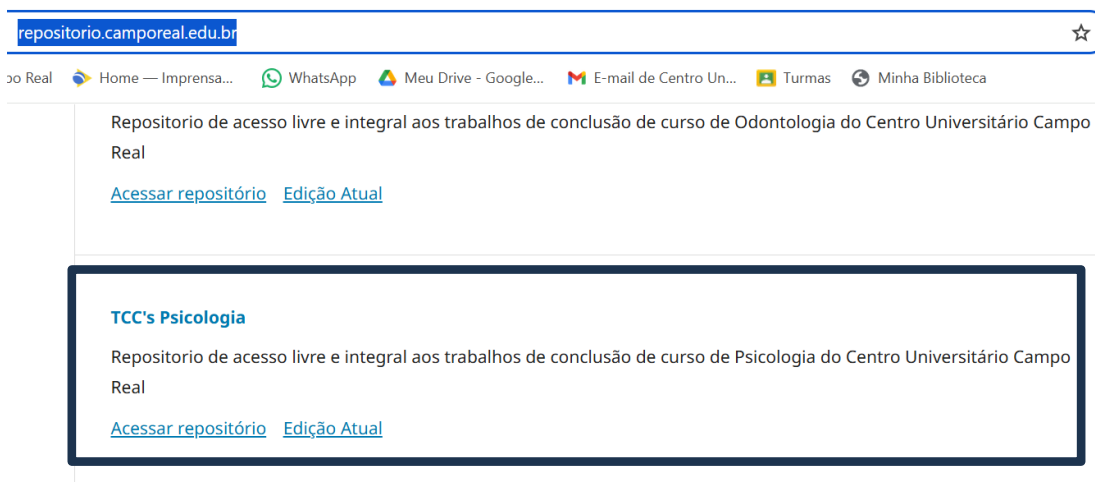 repositorio.camporeal.edu.br
po Real Home — Imprensa... WhatsApp Meu Drive - Google... E-mail de Centro Un... Turmas Minha Biblioteca
Repositorio de acesso livre e integral aos trabalhos de conclusão de curso de Odontologia do Centro Universitário Campo
Real
Acessar repositório Edição Atual
TCC's Psicologia
Repositorio de acesso livre e integral aos trabalhos de conclusão de curso de Psicologia do Centro Universitário Campo
Real
Acessar repositório Edição Atual